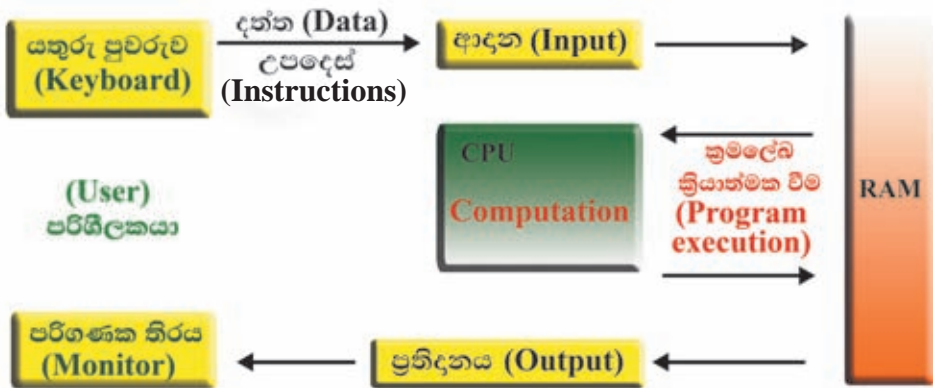 යතුරු පුවරුව
(Keyboard)
දත්ත (Data)
උපදෙස්
(Instructions)
ආදාන (Input)
CPU
Computation
ක්‍රමලේඛ
ක්‍රියාත්මක වීම
(Program
execution)
RAM
(User)
පරිශීලකයා
පරිගණක තිරය
(Monitor)
ප්‍රතිදානය (Output)